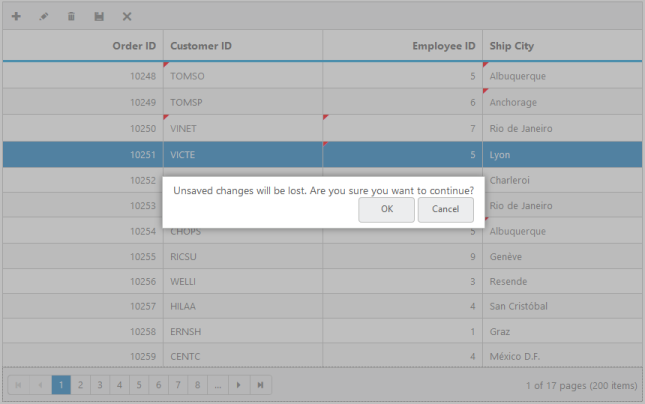 Order ID Customer ID Employee ID Ship City
10248 TOMSO 5 Albuquerque
10249 TOMSP 6 Anchorage
10250 VINET 7 Rio de Janeiro
10251 VICTE 5 Lyon
10252 Charleroi
Unsaved changes will be lost. Are you sure you want to continue?
10253 Rio de Janeiro
OK Cancel
10254 CHOPS 5 Albuquerque
10255 RICSU 9 Genève
10256 WELLI 3 Resende
10257 HILAA 4 San Cristóbal
10258 ERNSH 1 Graz
10259 CENTC 4 México D.F.
1 2 3 4 5 6 7 8 ... 1 of 17 pages (200 items)